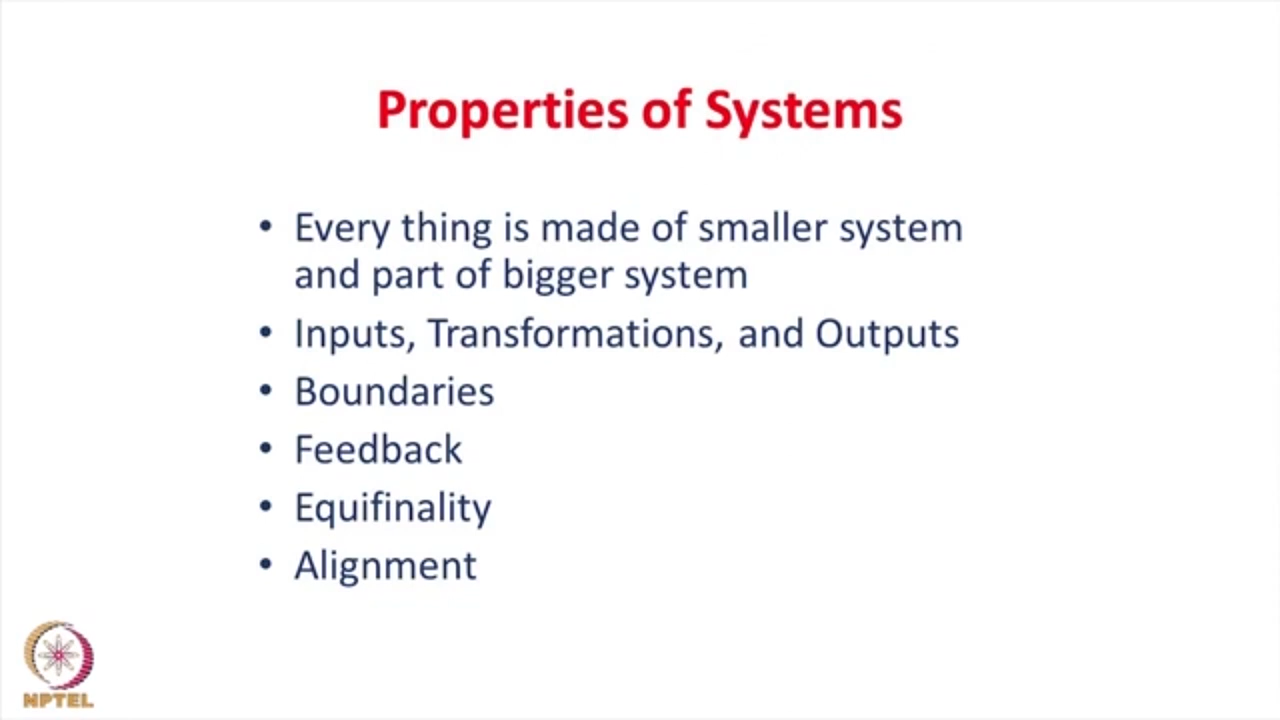 Properties of Systems
• Every thing is made of smaller system
and part of bigger system
• Inputs, Transformations, and Outputs
• Boundaries
• Feedback
• Equifinality
• Alignment
NPTEL